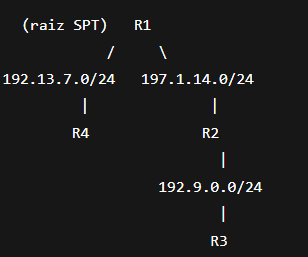 (raiz SPT) R1
/ \
192.13.7.0/24 197.1.14.0/24
| |
R4 R2
|
192.9.0.0/24
|
R3